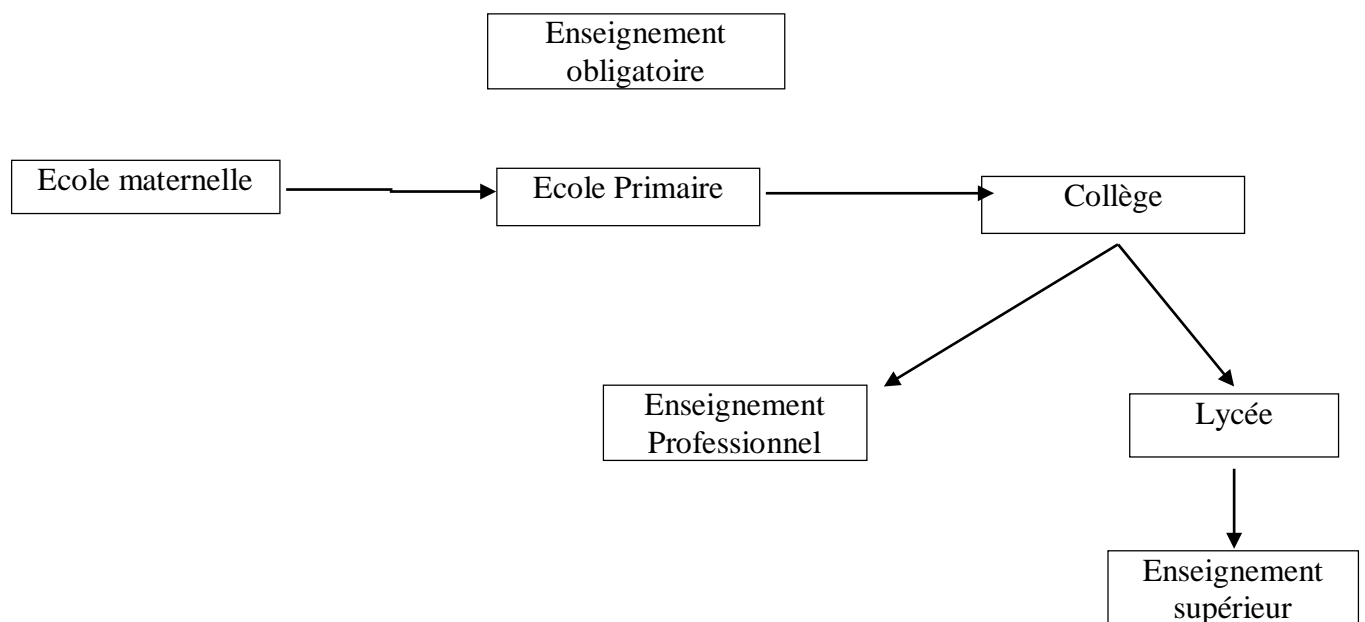 Enseignement
obligatoire
Ecole maternelle
Ecole Primaire
Collège
Enseignement
Professionnel
Lycée
Enseignement
supérieur